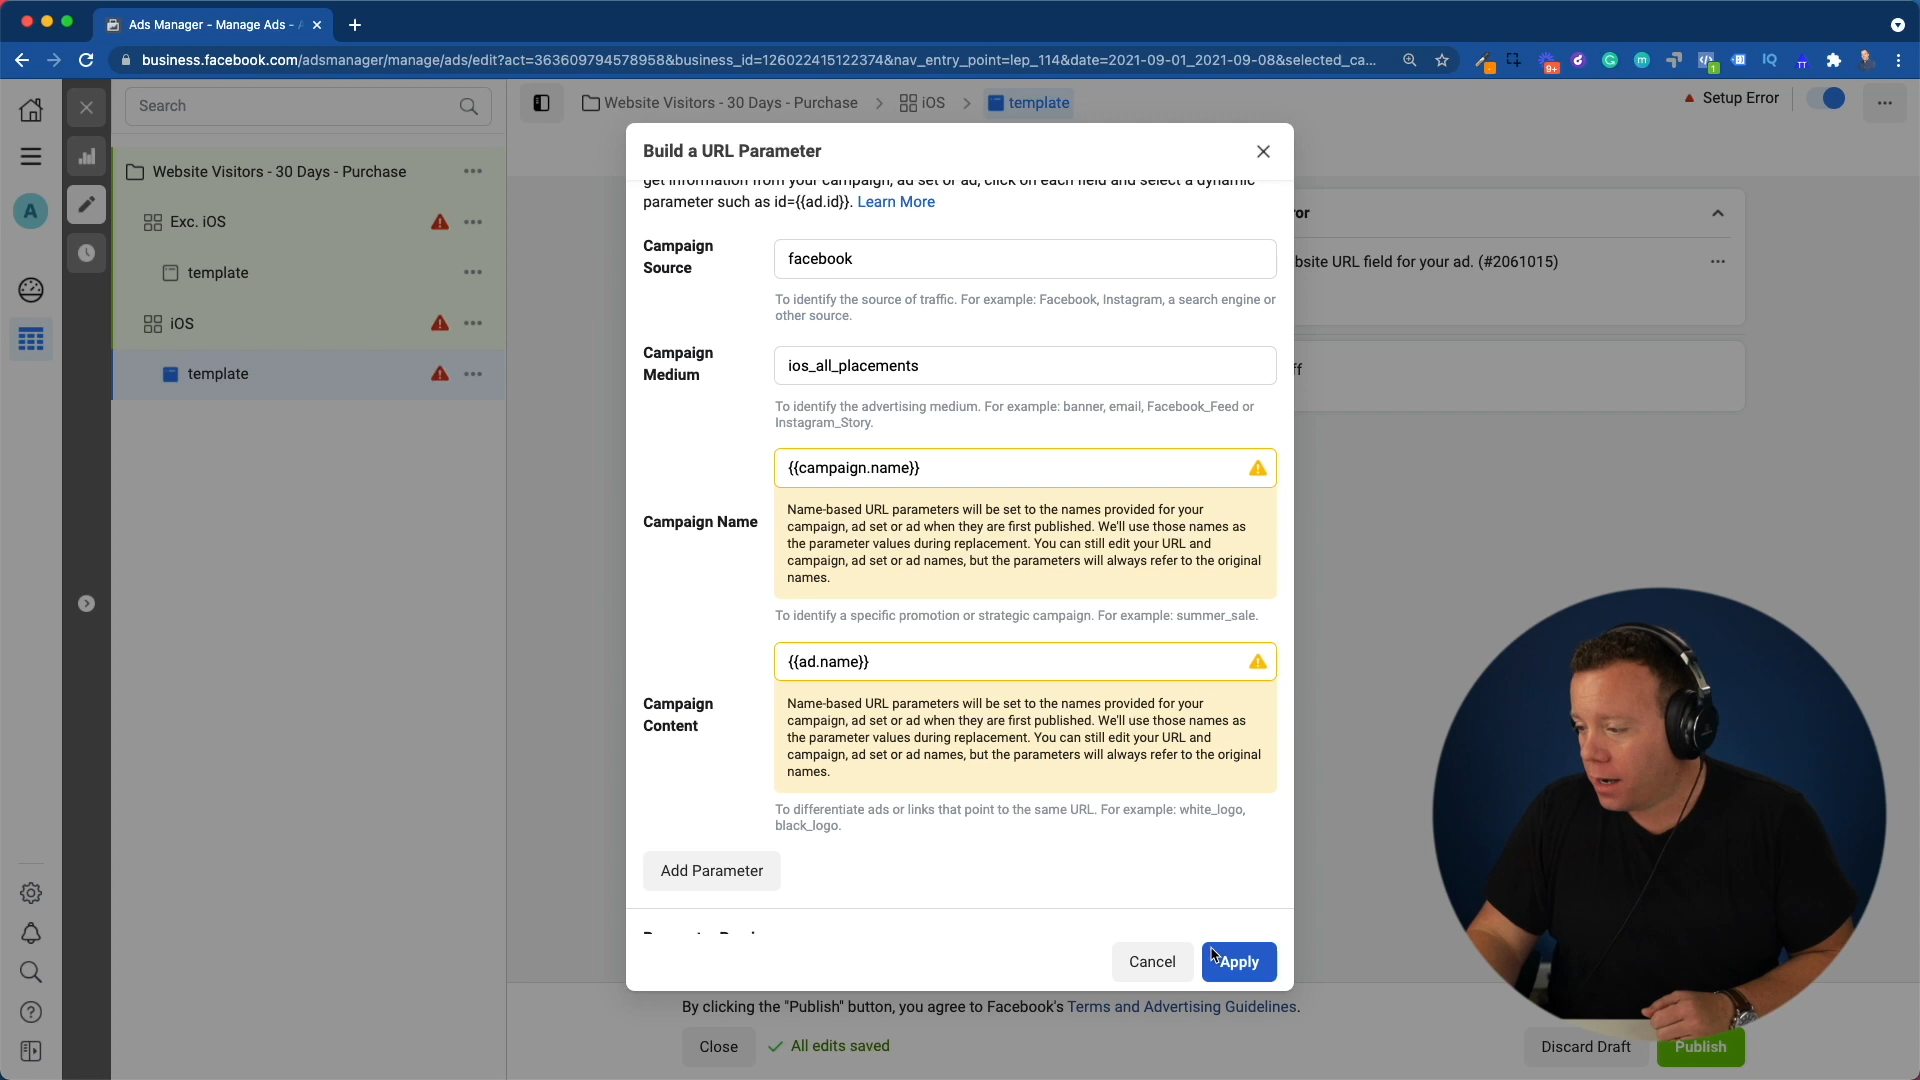 Ads Manager - Manage Ads - A
business.facebook.com/adsmanager/manage/ads/edit?act=363609794578958&business_id=126022415122374&nav_entry_point=lep_114&date=2021-09-01_2021-09-08&selected_ca...
9+
1
IQ
Search
Website Visitors - 30 Days - Purchase
iOS
template
Setup Error
A
Website Visitors - 30 Days - Purchase
Exc. iOS
template
iOS
template
Build a URL Parameter
get information from your campaign, ad set or ad, click on each field and select a dynamic
parameter such as id={{ad.id}}. Learn More
Campaign
Source
facebook
To identify the source of traffic. For example: Facebook, Instagram, a search engine or
other source.
Campaign
Medium
ios_all_placements
To identify the advertising medium. For example: banner, email, Facebook_Feed or
Instagram_Story.
Campaign Name
{{campaign.name}}
Name-based URL parameters will be set to the names provided for your
campaign, ad set or ad when they are first published. We'll use those names as
the parameter values during replacement. You can still edit your URL and
campaign, ad set or ad names, but the parameters will always refer to the original
names.
To identify a specific promotion or strategic campaign. For example: summer_sale.
Campaign
Content
{{ad.name}}
Name-based URL parameters will be set to the names provided for your
campaign, ad set or ad when they are first published. We'll use those names as
the parameter values during replacement. You can still edit your URL and
campaign, ad set or ad names, but the parameters will always refer to the original
names.
To differentiate ads or links that point to the same URL. For example: white_logo,
black_logo.
Add Parameter
Cancel
Apply
ror
bsite URL field for your ad. (#2061015)
ff
By clicking the "Publish" button, you agree to Facebook's Terms and Advertising Guidelines.
Close
All edits saved
Discard Draft
Publish